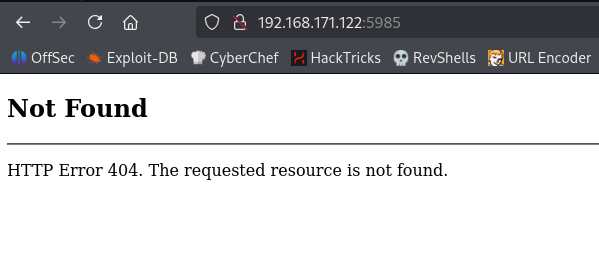 192.168.171.122:5985
OffSec Exploit-DB CyberChef HackTricks RevShells URL Encoder
Not Found
HTTP Error 404. The requested resource is not found.